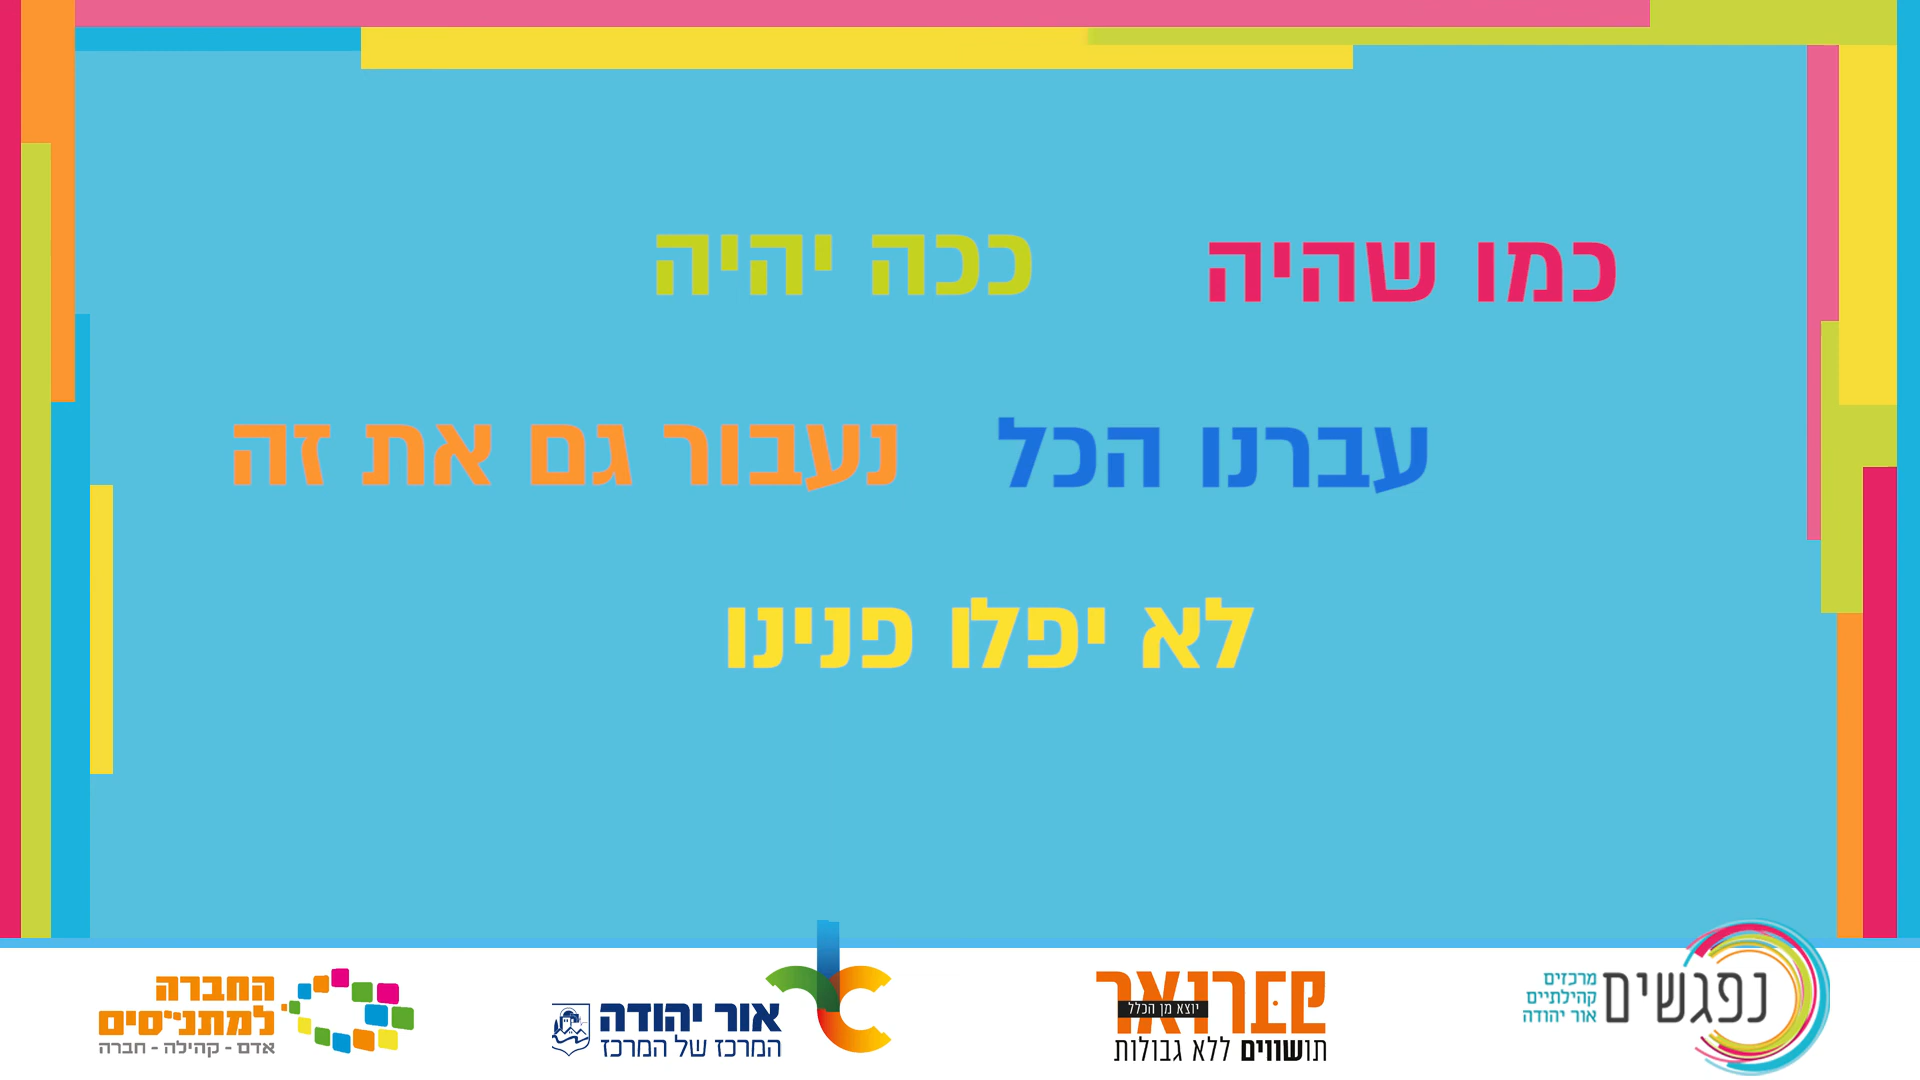 כמו שהיה ככה יהיה
עברנו הכל נעבור גם את זה
לא יפלו פנינו
נפגשים
מרכזים
קהילתיים
אור יהודה
יוצא מן הכלל
תושווים ללא גבולות
אור יהודה
המרכז של המרכז
החברה
למתנ״סים
אדם - קהילה - חברה